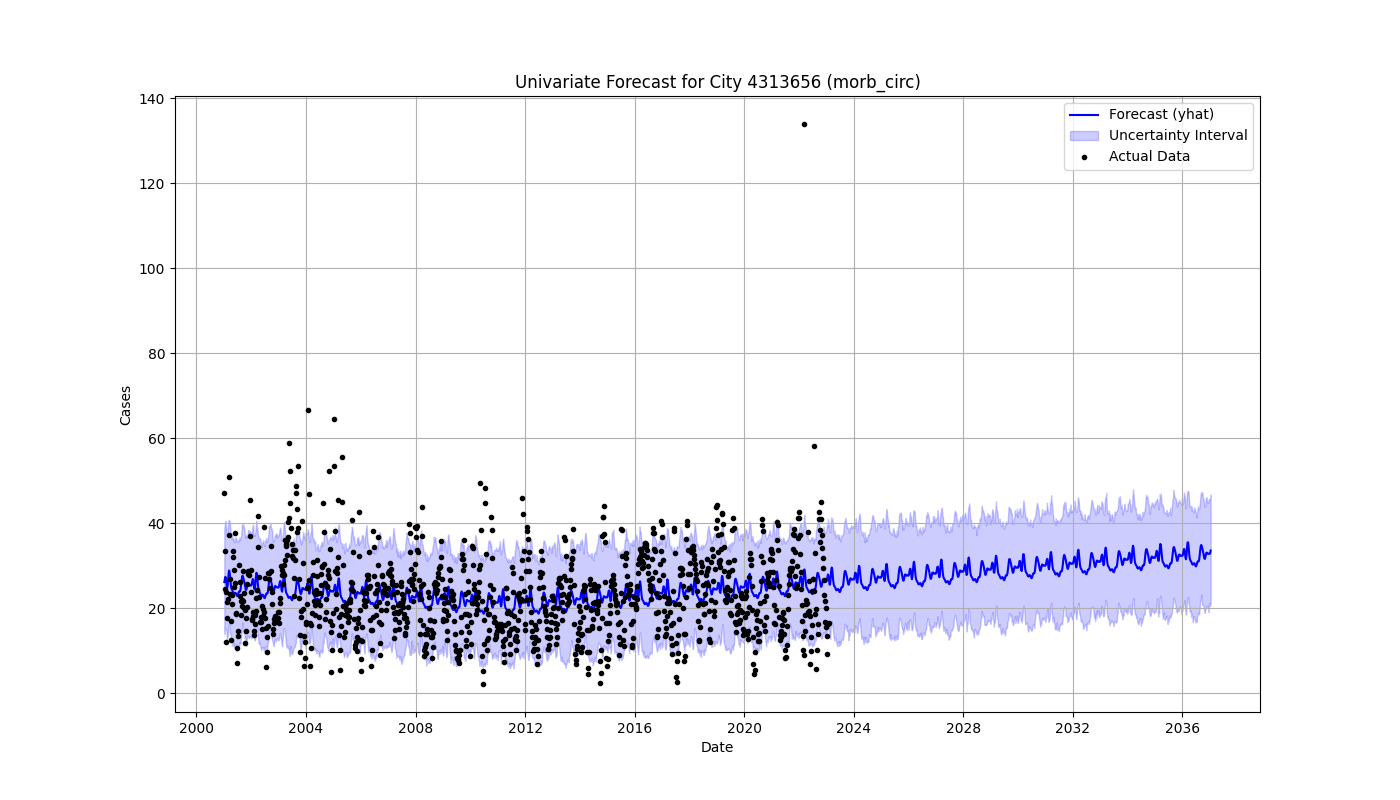 Univariate Forecast for City 4313656 (morb_circ)
140
120
100
80
60
40
20
0
Cases
Forecast (yhat)
Uncertainty Interval
Actual Data
2000 2004 2008 2012 2016 2020 2024 2028 2032 2036
Date